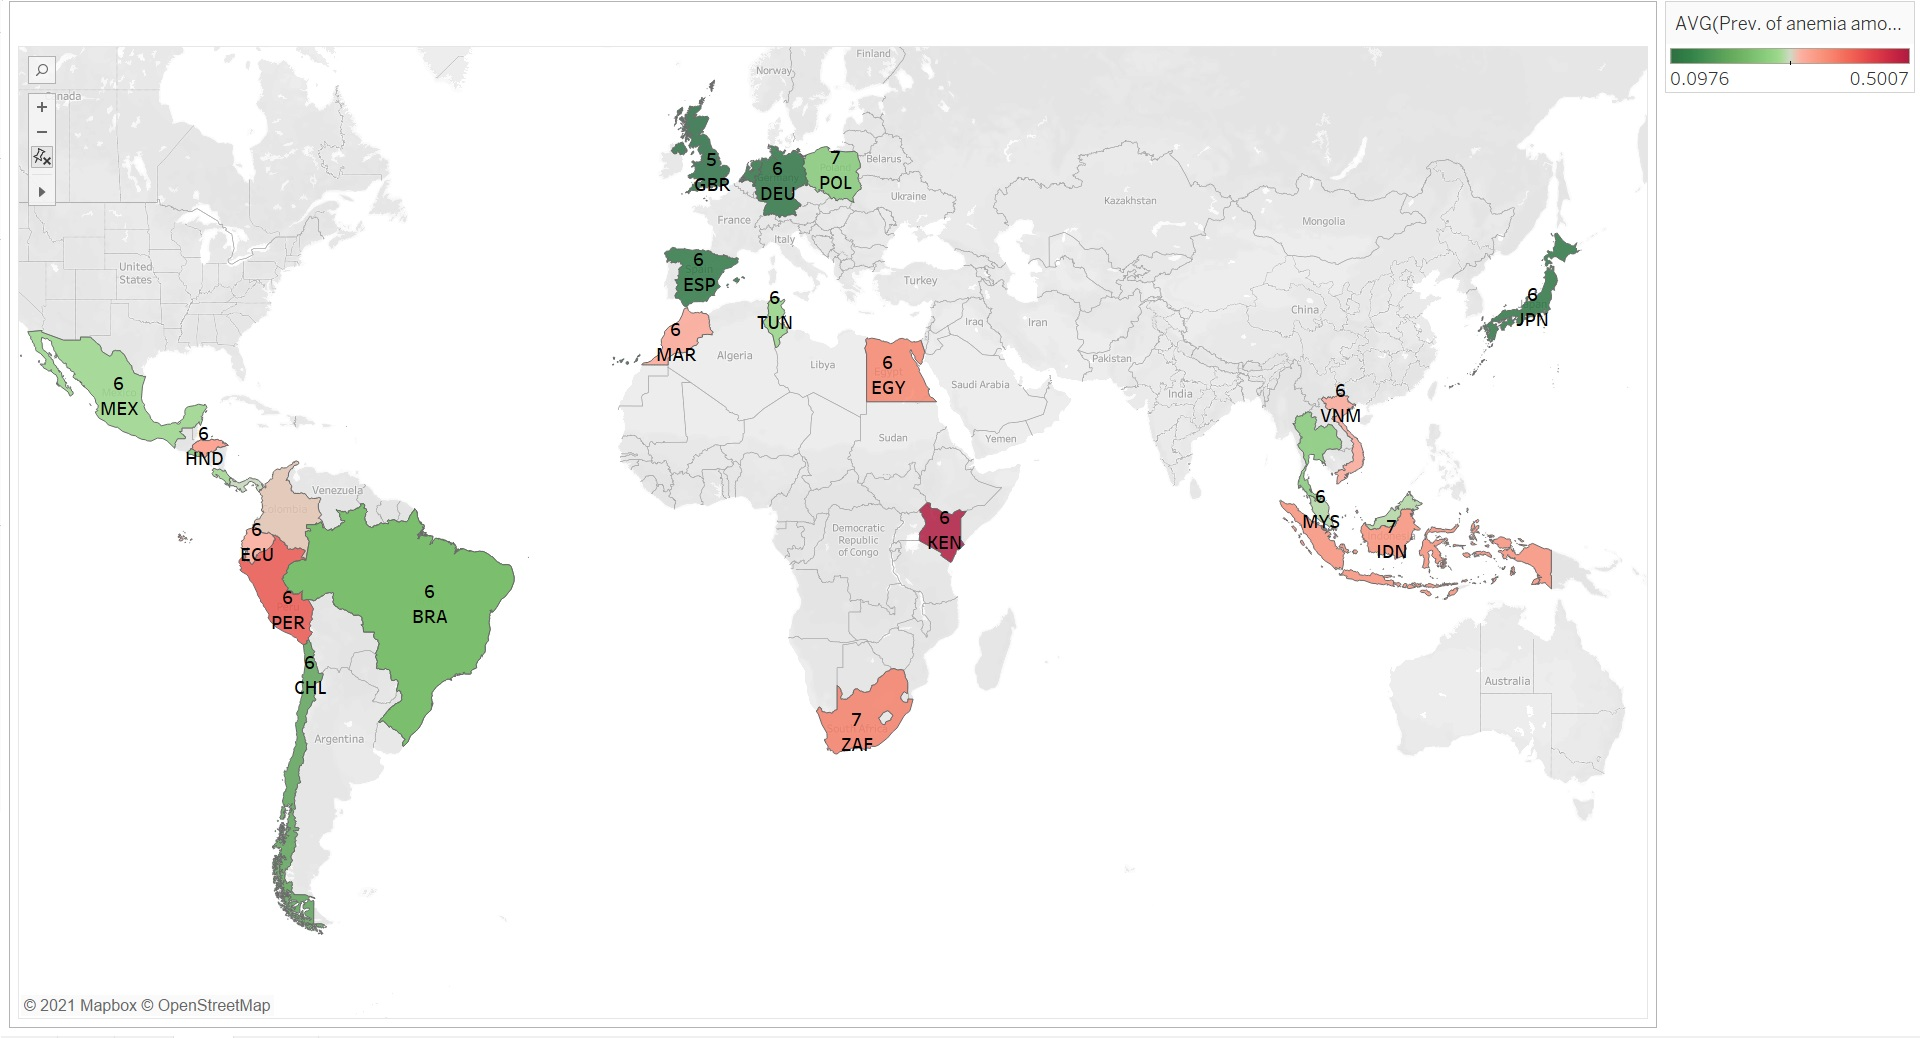 AVG(Prev. of anemia amo...
0.0976
0.5007
Finland
Norway
nada
5
GBR
6
DEU
7
POL
Belarus
Ukraine
France
Italy
Kazakhstan
Mongolia
United
States
6
ESP
Turkey
6
TUN
6
MAR
Algeria
Libya
6
EGY
Iraq
Iran
Saudi Arabia
Pakistan
India
China
6
JPN
6
MEX
6
HND
6
VNM
Sudan
Yemen
Venezuela
Colombia
6
ECU
6
PER
6
BRA
6
KEN
Democratic
Republic
of Congo
6
MYS
7
IDN
6
CHL
Argentina
7
ZAF
Australia
© 2021 Mapbox © OpenStreetMap